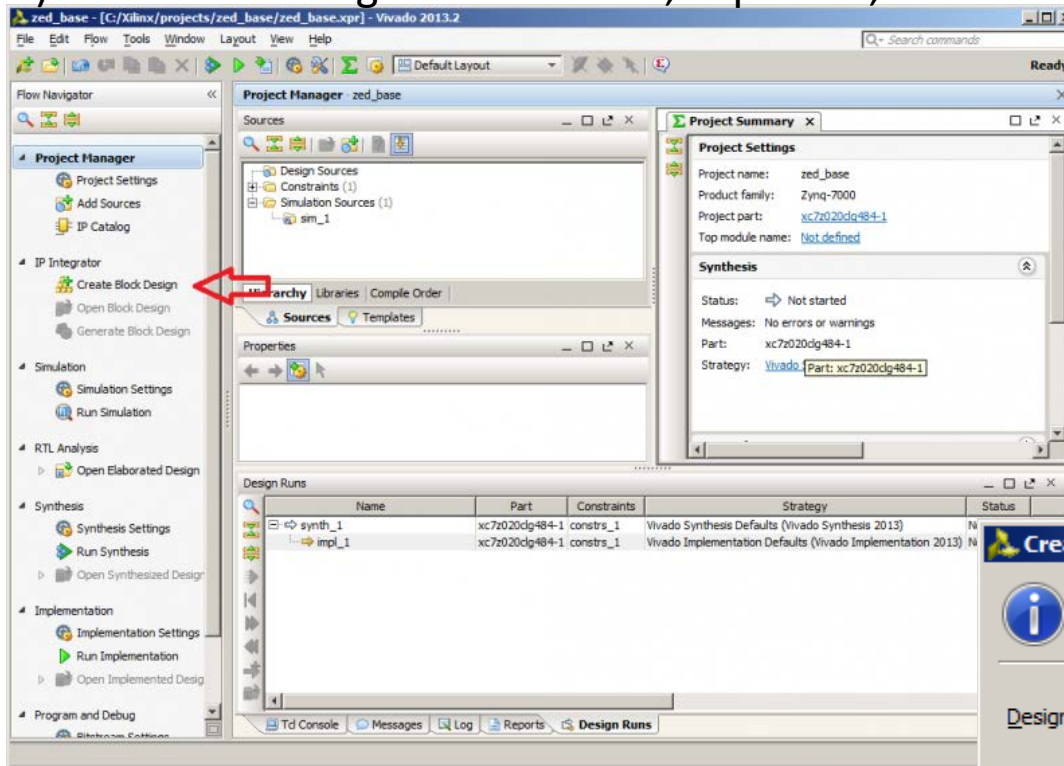 zed_base - [C:/Xilinx/projects/zed_base/zed_base.xpr] - Vivado 2013.2
File Edit Flow Tools Window Layout View Help
Search commands
Default Layout
Ready
Flow Navigator
Project Manager
Project Settings
Add Sources
IP Catalog
IP Integrator
Create Block Design
Open Block Design
Generate Block Design
Simulation
Simulation Settings
Run Simulation
RTL Analysis
Open Elaborated Design
Synthesis
Synthesis Settings
Run Synthesis
Open Synthesized Desigr
Implementation
Implementation Settings
Run Implementation
Open Implemented Desig
Program and Debug
Bitstream Settings
Project Manager - zed_base
Sources
Design Sources
Constraints (1)
Simulation Sources (1)
sim_1
Hierarchy Libraries Compile Order
Sources Templates
Properties
Project Summary
Project Settings
Project name: zed_base
Product family: Zynq-7000
Project part: xc7z020clg484-1
Top module name: Not defined
Synthesis
Status: Not started
Messages: No errors or warnings
Part: xc7z020clg484-1
Strategy: Vivado
Part: xc7z020clg484-1
Design Runs
Name Part Constraints Strategy Status
synth_1 xc7z020clg484-1 constrs_1 Vivado Synthesis Defaults (Vivado Synthesis 2013)
impl_1 xc7z020clg484-1 constrs_1 Vivado Implementation Defaults (Vivado Implementation 2013)
Tcl Console Messages Log Reports Design Runs
Cre
Design